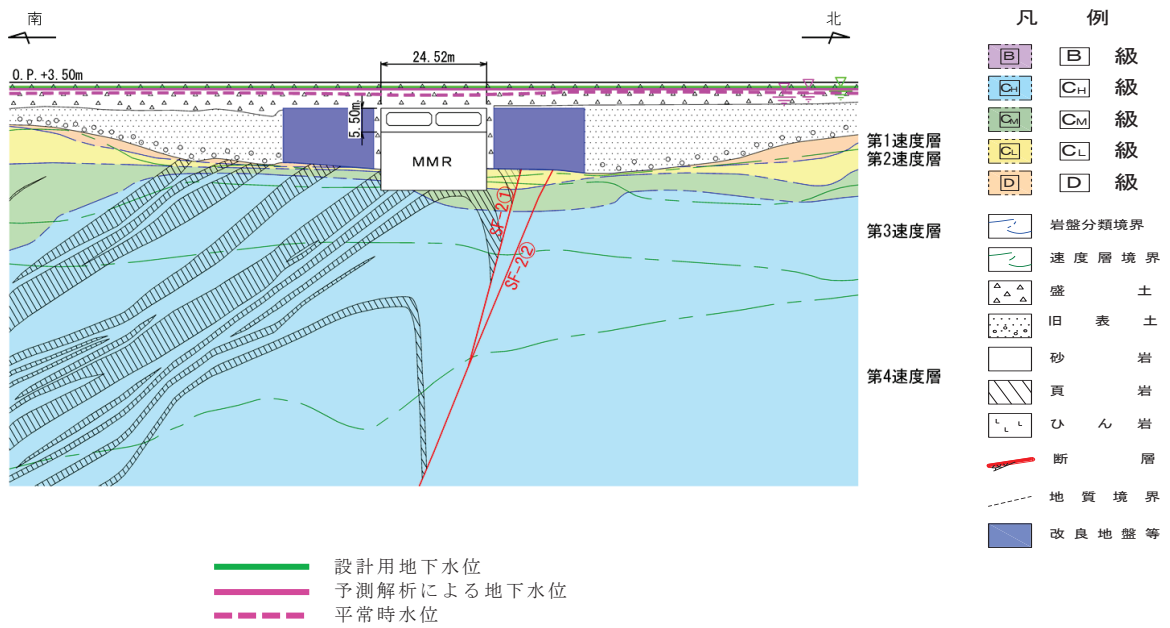 南
北
24.52m
O.P.+3.50m
5.50m
MMR
SF-2①
SF-2②
第1速度層
第2速度層
第3速度層
第4速度層
凡 例
B B 級
CH CH 級
CM CM 級
CL CL 級
D D 級
岩盤分類境界
速度層境界
盛土
旧表土
砂岩
頁岩
ひん岩
断層
地質境界
改良地盤等
設計用地下水位
予測解析による地下水位
平常時水位